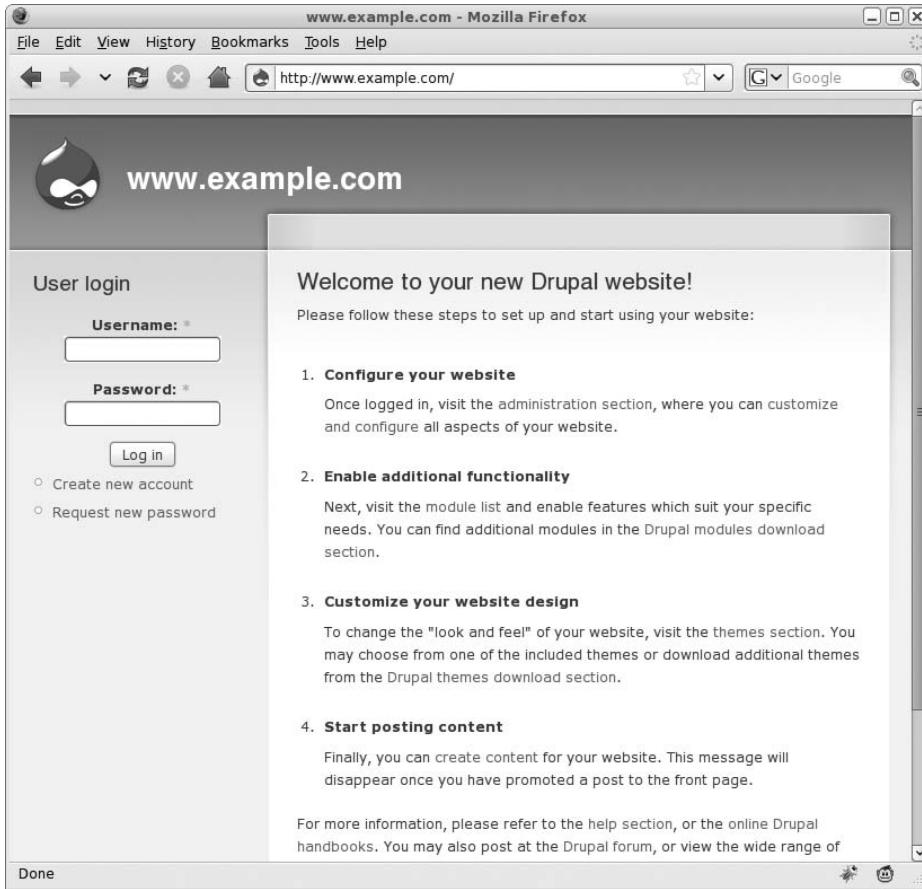 www.example.com - Mozilla Firefox
File Edit View History Bookmarks Tools Help
http://www.example.com/
G Google
www.example.com
User login
Username: *
Password: *
Log in
Create new account
Request new password
Welcome to your new Drupal website!
Please follow these steps to set up and start using your website:
1. Configure your website
Once logged in, visit the administration section, where you can customize
and configure all aspects of your website.
2. Enable additional functionality
Next, visit the module list and enable features which suit your specific
needs. You can find additional modules in the Drupal modules download
section.
3. Customize your website design
To change the "look and feel" of your website, visit the themes section. You
may choose from one of the included themes or download additional themes
from the Drupal themes download section.
4. Start posting content
Finally, you can create content for your website. This message will
disappear once you have promoted a post to the front page.
For more information, please refer to the help section, or the online Drupal
handbooks. You may also post at the Drupal forum, or view the wide range of
Done